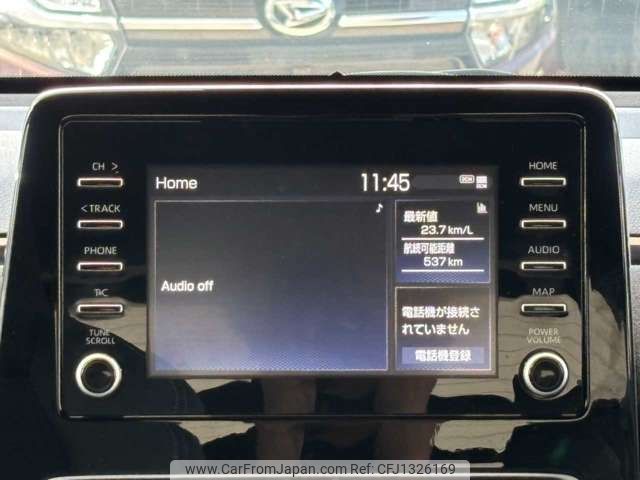 CH >
< TRACK
PHONE
T&C
TUNE
SCROLL
Home
11:45
DCM
Audio off
最新値
23.7 km/L
航続可能距離
537 km
電話機が接続さ
れていません
電話機登録
HOME
MENU
AUDIO
MAP
POWER
VOLUME
www.CarFromJapan.com - CFJ1326169